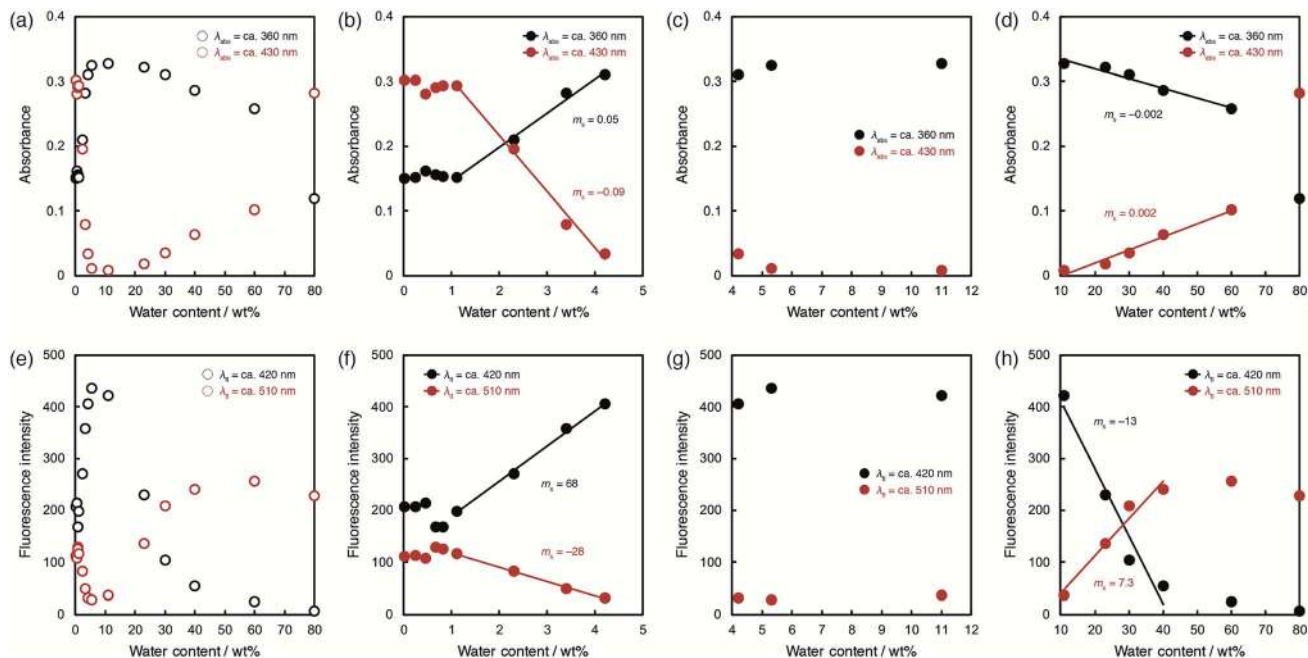 (a)
λabs = ca. 360 nm
λabs = ca. 430 nm
Absorbance
0.4
0.3
0.2
0.1
0
0 10 20 30 40 50 60 70 80
Water content / wt%
(b)
λabs = ca. 360 nm
λabs = ca. 430 nm
ms = 0.05
ms = –0.09
Absorbance
0.4
0.3
0.2
0.1
0
0 1 2 3 4 5
Water content / wt%
(c)
λabs = ca. 360 nm
λabs = ca. 430 nm
Absorbance
0.4
0.3
0.2
0.1
0
4 5 6 7 8 9 10 11 12
Water content / wt%
(d)
λabs = ca. 360 nm
λabs = ca. 430 nm
ms = –0.002
ms = 0.002
Absorbance
0.4
0.3
0.2
0.1
0
10 20 30 40 50 60 70 80
Water content / wt%
(e)
λfl = ca. 420 nm
λfl = ca. 510 nm
Fluorescence intensity
500
400
300
200
100
0
0 10 20 30 40 50 60 70 80
Water content / wt%
(f)
λfl = ca. 420 nm
λfl = ca. 510 nm
ms = 68
ms = –28
Fluorescence intensity
500
400
300
200
100
0
0 1 2 3 4 5
Water content / wt%
(g)
λfl = ca. 420 nm
λfl = ca. 510 nm
Fluorescence intensity
500
400
300
200
100
0
4 5 6 7 8 9 10 11 12
Water content / wt%
(h)
λfl = ca. 420 nm
λfl = ca. 510 nm
ms = –13
ms = 7.3
Fluorescence intensity
500
400
300
200
100
0
10 20 30 40 50 60 70 80
Water content / wt%